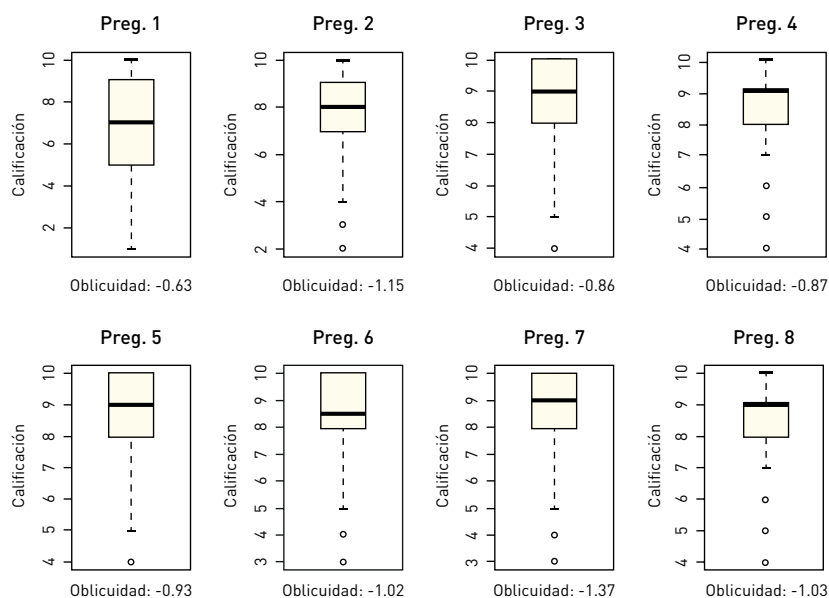 Preg. 1
Preg. 2
Preg. 3
Preg. 4
Calificación
10
8
6
4
2
Calificación
10
8
6
4
2
Calificación
10
9
8
7
6
5
4
Calificación
10
9
8
7
6
5
4
Oblicuidad: -0.63
Oblicuidad: -1.15
Oblicuidad: -0.86
Oblicuidad: -0.87
Preg. 5
Preg. 6
Preg. 7
Preg. 8
Calificación
10
9
8
7
6
5
4
Calificación
10
9
8
7
6
5
4
3
Calificación
10
9
8
7
6
5
4
3
Calificación
10
9
8
7
6
5
4
Oblicuidad: -0.93
Oblicuidad: -1.02
Oblicuidad: -1.37
Oblicuidad: -1.03